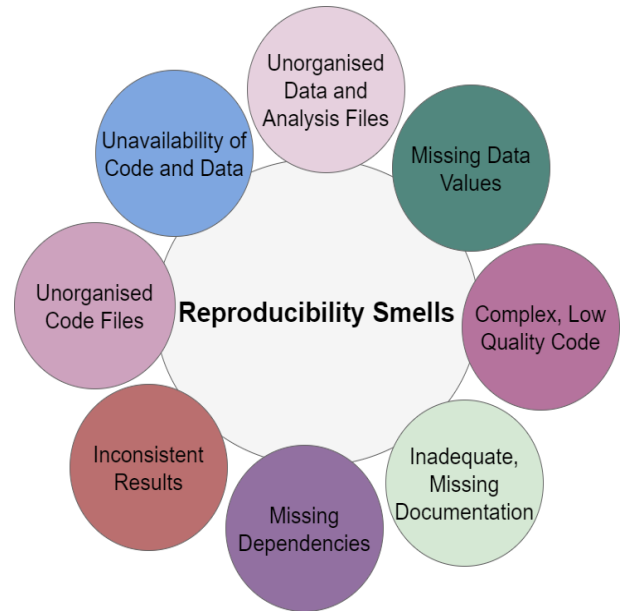 Unorganised
Data and
Analysis Files
Unavailability of
Code and Data
Missing Data
Values
Unorganised
Code Files
Reproducibility Smells
Complex, Low
Quality Code
Inconsistent
Results
Inadequate,
Missing
Documentation
Missing
Dependencies